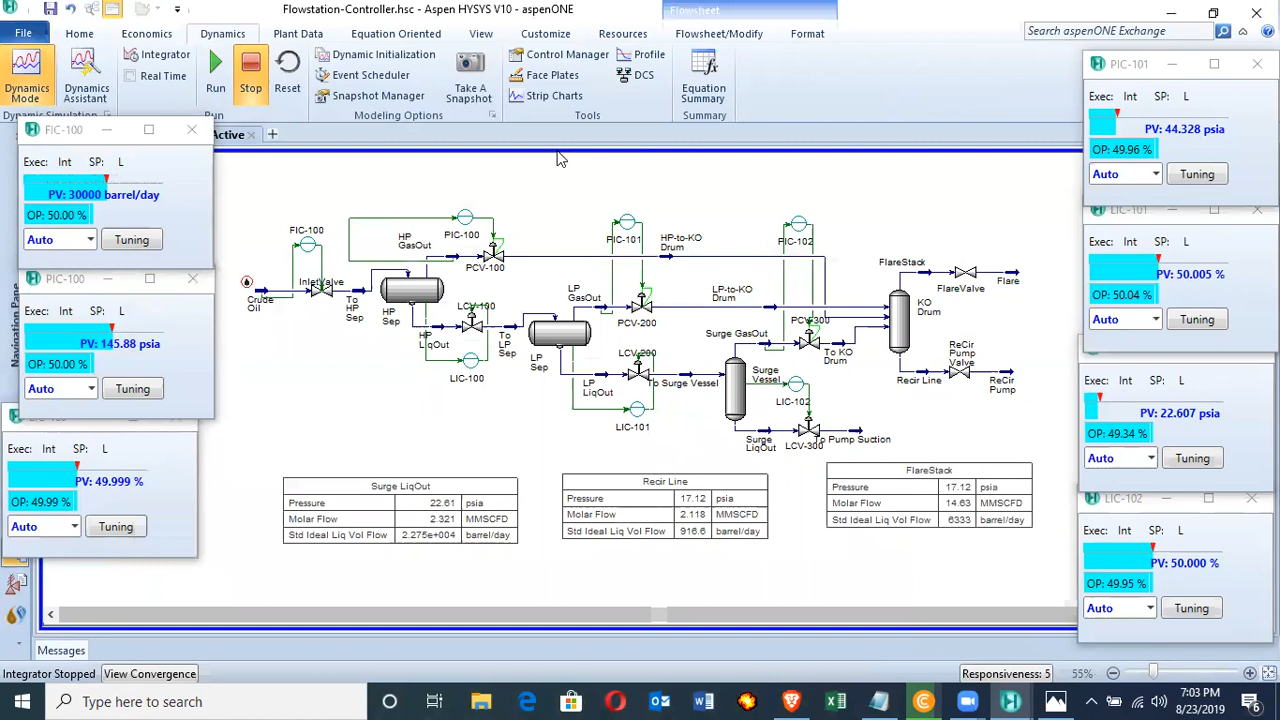 Flowstation-Controller.hsc - Aspen HYSYS V10 - aspenONE
Flowsheet
File Home Economics Dynamics Plant Data Equation Oriented View Customize Resources Flowsheet/Modify Format
Search aspenONE Exchange
Dynamics Mode
Dynamics Assistant
Integrator
Real Time
Run
Stop
Reset
Dynamic Initialization
Event Scheduler
Snapshot Manager
Take A Snapshot
Control Manager
Face Plates
Strip Charts
Profile
DCS
Equation Summary
Dynamic Simulation
Run
Modeling Options
Tools
Summary
Active
Navigation Pane
FIC-100
Exec: Int SP: L
PV: 30000 barrel/day
OP: 50.00 %
Auto Tuning
PIC-100
Exec: Int SP: L
PV: 145.88 psia
OP: 50.00 %
Auto Tuning
Exec: Int SP: L
PV: 49.999 %
OP: 49.99 %
Auto Tuning
PIC-101
Exec: Int SP: L
PV: 44.328 psia
OP: 49.96 %
Auto Tuning
LIC-101
Exec: Int SP: L
PV: 50.005 %
OP: 50.04 %
Auto Tuning
Exec: Int SP: L
PV: 22.607 psia
OP: 49.34 %
Auto Tuning
LIC-102
Exec: Int SP: L
PV: 50.000 %
OP: 49.95 %
Auto Tuning
FIC-100
PIC-100
PIC-101
PIC-102
HP GasOut
PCV-100
HP-to-KO Drum
FlareStack
FlareValve
Flare
Crude Oil
InletValve
To HP Sep
HP Sep
HP LiqOut
LCV-100
LIC-100
To LP Sep
LP GasOut
LP Sep
PCV-200
LP-to-KO Drum
LCV-200
LP LiqOut
LIC-101
To Surge Vessel
Surge GasOut
PCV-300
To KO Drum
KO Drum
Surge Vessel
LIC-102
LCV-300
Surge LiqOut
To Pump Suction
Recir Line
ReCir Pump Valve
ReCir Pump
Surge LiqOut
Pressure 22.61 psia
Molar Flow 2.321 MMSCFD
Std Ideal Liq Vol Flow 2.275e+004 barrel/day
Recir Line
Pressure 17.12 psia
Molar Flow 2.118 MMSCFD
Std Ideal Liq Vol Flow 916.6 barrel/day
FlareStack
Pressure 17.12 psia
Molar Flow 14.63 MMSCFD
Std Ideal Liq Vol Flow 6333 barrel/day
Messages
Integrator Stopped View Convergence Responsiveness: 5 55%
Type here to search
7:03 PM
8/23/2019
6